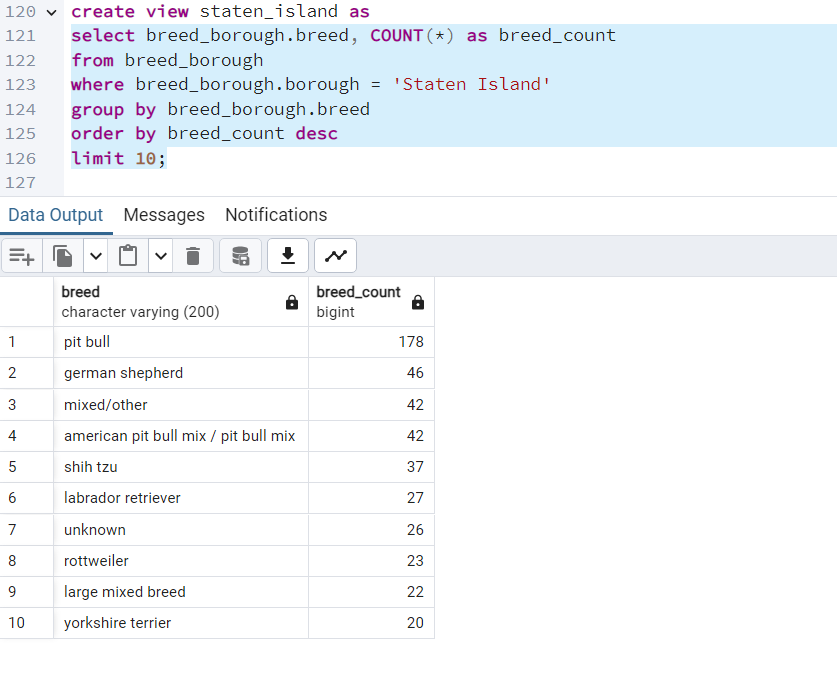 120 create view staten_island as
121 select breed_borough.breed, COUNT(*) as breed_count
122 from breed_borough
123 where breed_borough.borough = 'Staten Island'
124 group by breed_borough.breed
125 order by breed_count desc
126 limit 10;
127
Data Output Messages Notifications
breed breed_count
character varying (200) bigint
1 pit bull 178
2 german shepherd 46
3 mixed/other 42
4 american pit bull mix / pit bull mix 42
5 shih tzu 37
6 labrador retriever 27
7 unknown 26
8 rottweiler 23
9 large mixed breed 22
10 yorkshire terrier 20